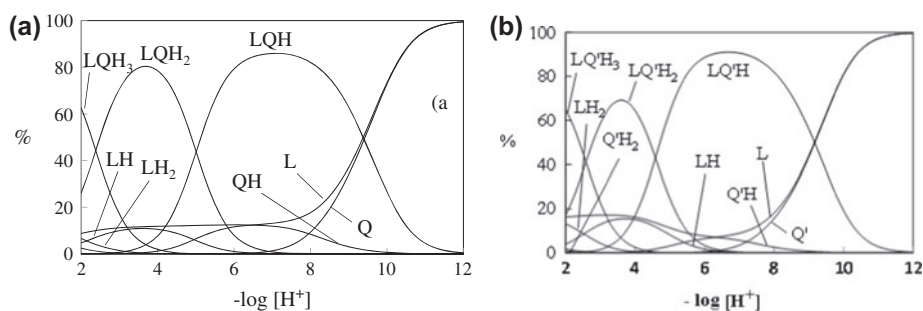 (a)
100
80
60
40
20
0
%
LQH₃
LQH₂
LQH
(a
LH
LH₂
QH
L
Q
2
4
6
8
10
12
-log [H⁺]
(b)
100
80
60
40
20
0
%
LQ'H₃
LH₂
LQ'H₂
Q'H₂
LQ'H
LH
L
Q'H
Q'
2
4
6
8
10
12
- log [H⁺]